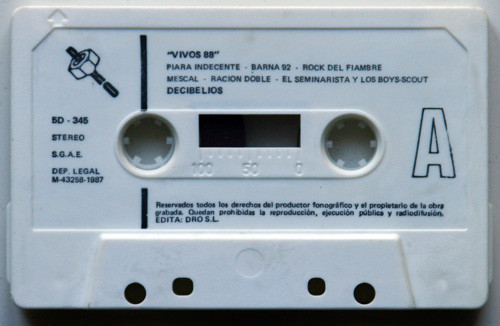 "VIVOS 88"
PIARA INDECENTE - BARNA 92 - ROCK DEL FIAMBRE
MESCAL - RACION DOBLE - EL SEMINARISTA Y LOS BOYS-SCOUT
DECIBELIOS
5D - 345
STEREO
S.G.A.E.
DEP. LEGAL
M-43258-1987
100 50 0
A
Reservados todos los derechos del productor fonográfico y el propietario de la obra
grabada. Quedan prohibidas la reproducción, ejecución pública y radiodifusión.
EDITA: DRO S.L.